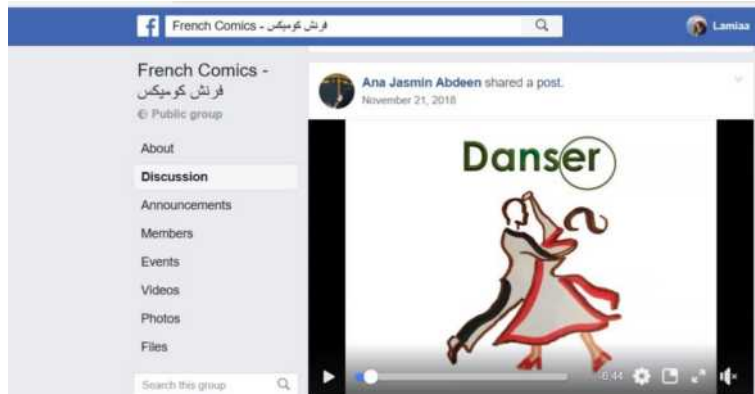 French Comics - فرنش كوميكس
Lamiaa
French Comics -
فرنش كوميكس
Public group
About
Discussion
Announcements
Members
Events
Videos
Photos
Files
Search this group
Ana Jasmin Abdeen shared a post.
November 21, 2018
Danser
-6:44